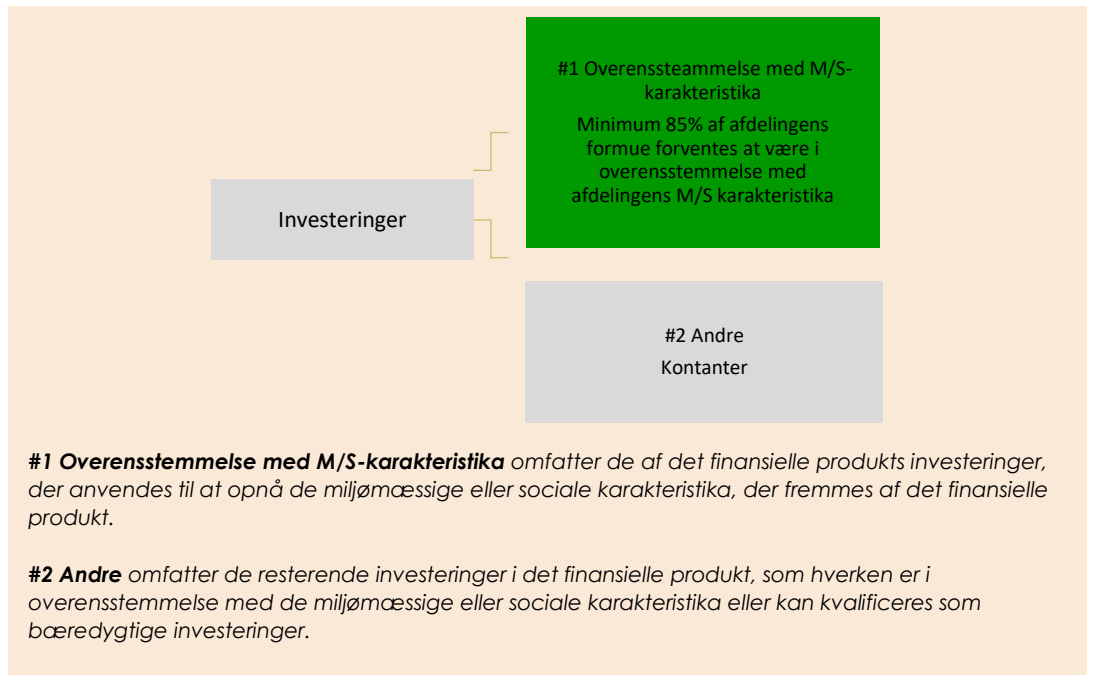 #1 Overenssteammelse med M/S-
karakteristika
Minimum 85% af afdelingens
formue forventes at være i
overensstemmelse med
afdelingens M/S karakteristika
Investeringer
#2 Andre
Kontanter
#1 Overensstemmelse med M/S-karakteristika omfatter de af det finansielle produkts investeringer,
der anvendes til at opnå de miljømæssige eller sociale karakteristika, der fremmes af det finansielle
produkt.
#2 Andre omfatter de resterende investeringer i det finansielle produkt, som hverken er i
overensstemmelse med de miljømæssige eller sociale karakteristika eller kan kvalificeres som
bæredygtige investeringer.